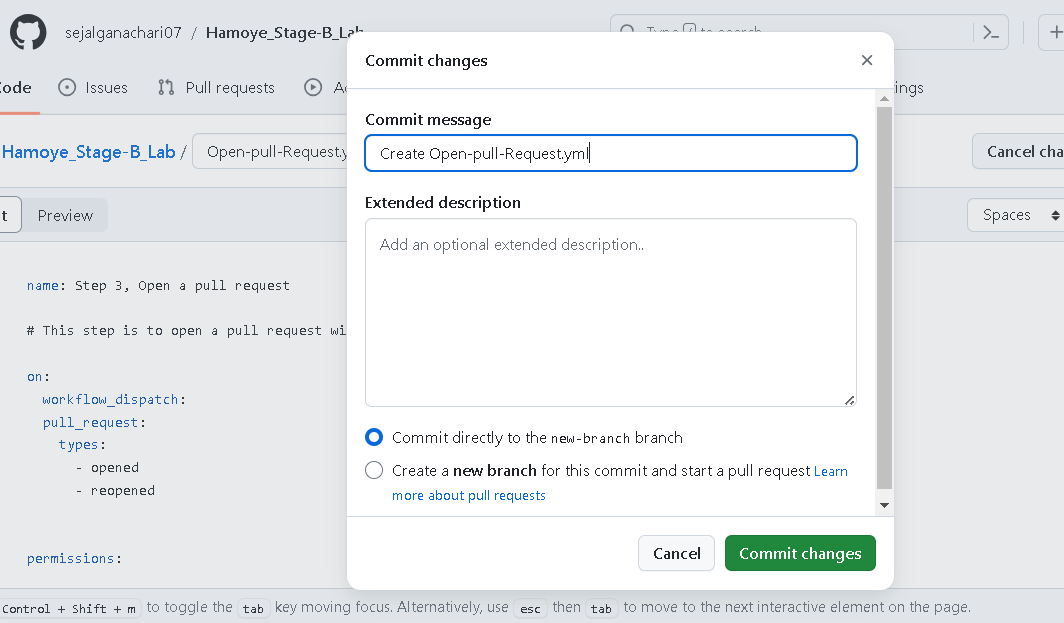 sejalganachari07 / Hamoye_Stage-B_Lab
Type / to search
Code
Issues
Pull requests
Commit changes
Commit message
Create Open-pull-Request.yml
Extended description
Add an optional extended description..
Commit directly to the new-branch branch
Create a new branch for this commit and start a pull request Learn
more about pull requests
Cancel
Commit changes
Hamoye_Stage-B_Lab / Open-pull-Request.y
Cancel cha
t
Preview
Spaces
name: Step 3, Open a pull request
# This step is to open a pull request wi
on:
workflow_dispatch:
pull_request:
types:
- opened
- reopened
permissions:
Control + Shift + m to toggle the tab key moving focus. Alternatively, use esc then tab to move to the next interactive element on the page.